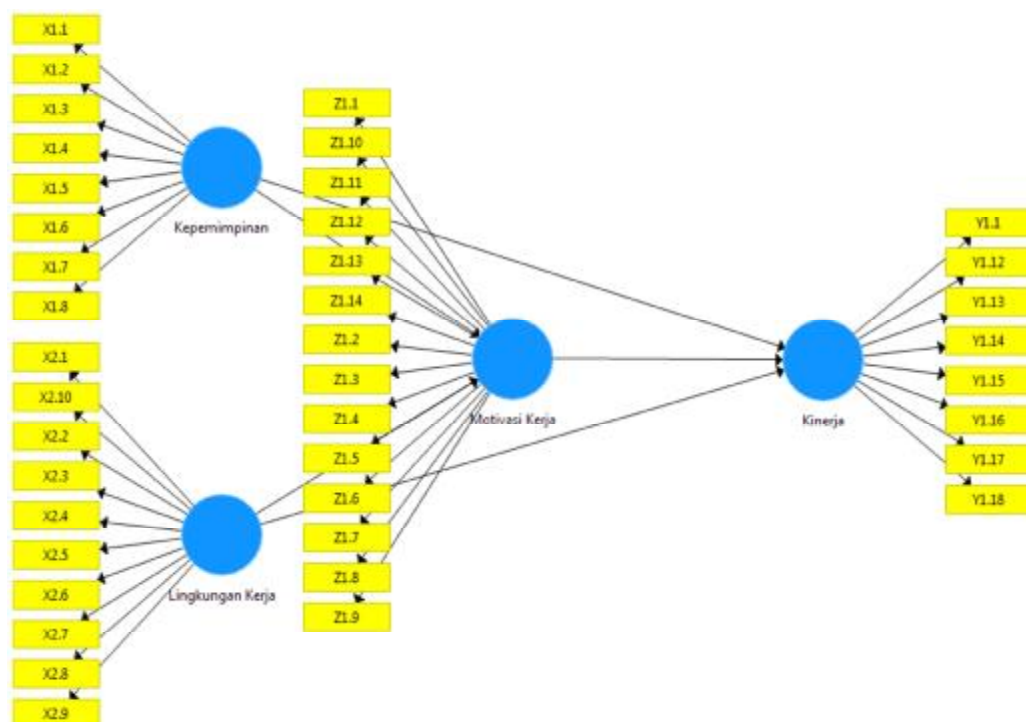 X1.1
X1.2
X1.3
X1.4
X1.5
X1.6
X1.7
X1.8
Kepemimpinan
X2.1
X2.10
X2.2
X2.3
X2.4
X2.5
X2.6
X2.7
X2.8
X2.9
Lingkungan Kerja
Z1.1
Z1.10
Z1.11
Z1.12
Z1.13
Z1.14
Z1.2
Z1.3
Z1.4
Z1.5
Z1.6
Z1.7
Z1.8
Z1.9
Motivasi Kerja
Kinerja
Y1.1
Y1.12
Y1.13
Y1.14
Y1.15
Y1.16
Y1.17
Y1.18